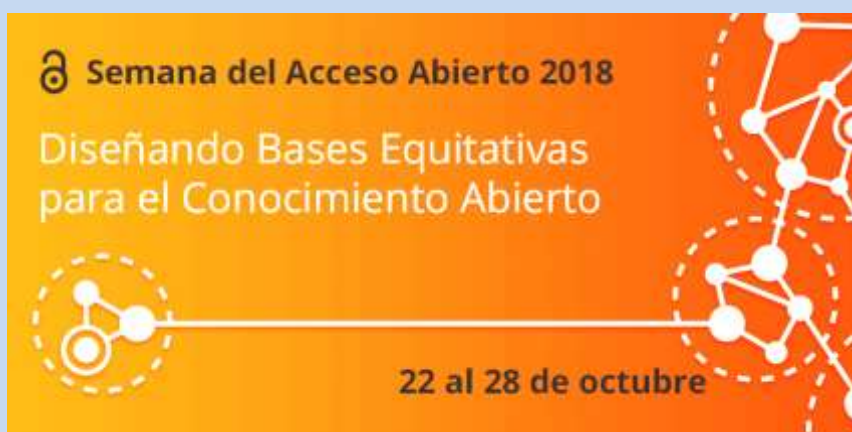 Semana del Acceso Abierto 2018
Diseñando Bases Equitativas
para el Conocimiento Abierto
22 al 28 de octubre